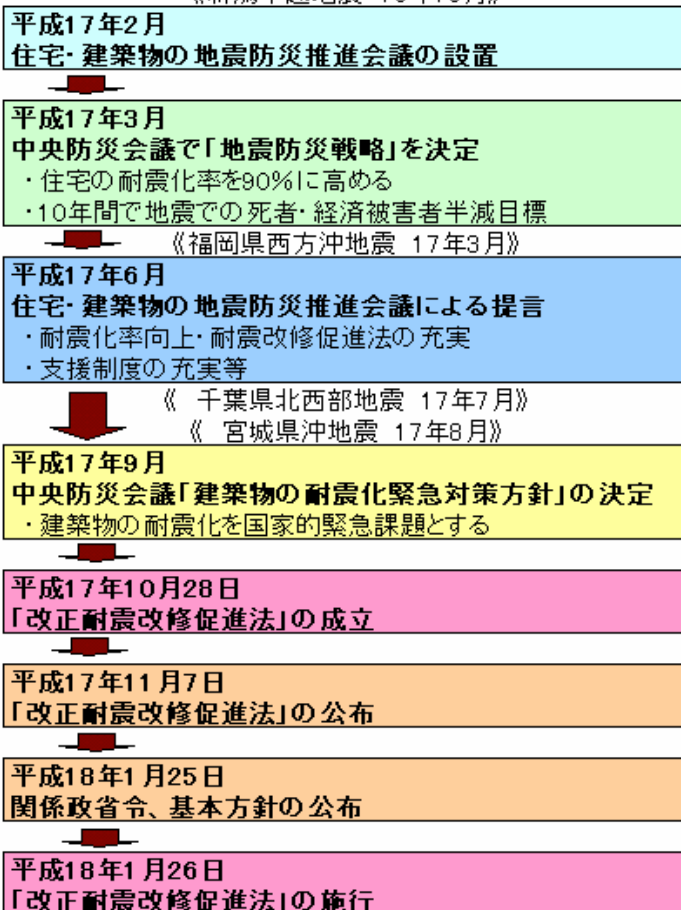 平成17年2月
住宅・建築物の地震防災推進会議の設置
平成17年3月
中央防災会議で「地震防災戦略」を決定
・住宅の耐震化率を90%に高める
・10年間で地震での死者・経済被害者半減目標
《福岡県西方沖地震 17年3月》
平成17年6月
住宅・建築物の地震防災推進会議による提言
・耐震化率向上・耐震改修促進法の充実
・支援制度の充実等
《 千葉県北西部地震 17年7月》
《 宮城県沖地震 17年8月》
平成17年9月
中央防災会議「建築物の耐震化緊急対策方針」の決定
・建築物の耐震化を国家的緊急課題とする
平成17年10月28日
「改正耐震改修促進法」の成立
平成17年11月7日
「改正耐震改修促進法」の公布
平成18年1月25日
関係政省令、基本方針の公布
平成18年1月26日
「改正耐震改修促進法」の施行